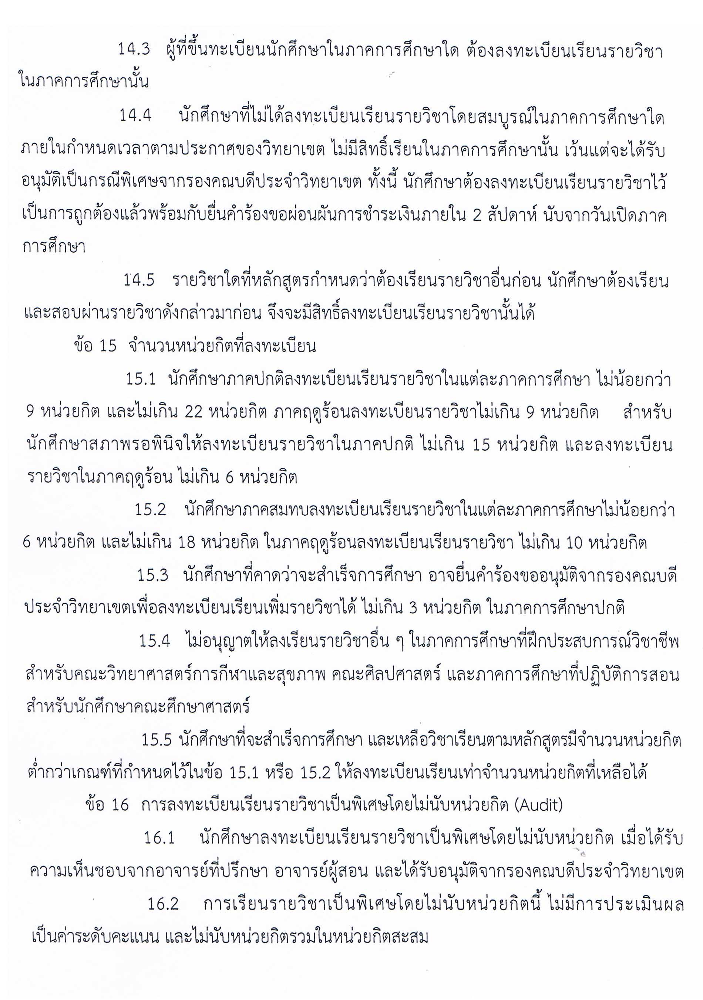 14.3 ผู้ที่ขึ้นทะเบียนนักศึกษาในภาคการศึกษาใด ต้องลงทะเบียนเรียนรายวิชา
ในภาคการศึกษานั้น
14.4 นักศึกษาที่ไม่ได้ลงทะเบียนเรียนรายวิชาโดยสมบูรณ์ในภาคการศึกษาใด
ภายในกำหนดเวลาตามประกาศของวิทยาเขต ไม่มีสิทธิ์เรียนในภาคการศึกษานั้น เว้นแต่จะได้รับ
อนุมัติเป็นกรณีพิเศษจากรองคณบดีประจำวิทยาเขต ทั้งนี้ นักศึกษาต้องลงทะเบียนเรียนรายวิชาไว้
เป็นการถูกต้องแล้วพร้อมกับยื่นคำร้องขอผ่อนผันการชำระเงินภายใน 2 สัปดาห์ นับจากวันเปิดภาค
การศึกษา
14.5 รายวิชาใดที่หลักสูตรกำหนดว่าต้องเรียนรายวิชาอื่นก่อน นักศึกษาต้องเรียน
และสอบผ่านรายวิชาดังกล่าวมาก่อน จึงจะมีสิทธิ์ลงทะเบียนเรียนรายวิชานั้นได้
ข้อ 15 จำนวนหน่วยกิตที่ลงทะเบียน
15.1 นักศึกษาภาคปกติลงทะเบียนเรียนรายวิชาในแต่ละภาคการศึกษา ไม่น้อยกว่า
9 หน่วยกิต และไม่เกิน 22 หน่วยกิต ภาคฤดูร้อนลงทะเบียนรายวิชาไม่เกิน 9 หน่วยกิต สำหรับ
นักศึกษาสภาพรอพินิจให้ลงทะเบียนรายวิชาในภาคปกติ ไม่เกิน 15 หน่วยกิต และลงทะเบียน
รายวิชาในภาคฤดูร้อน ไม่เกิน 6 หน่วยกิต
15.2 นักศึกษาภาคสมทบลงทะเบียนเรียนรายวิชาในแต่ละภาคการศึกษาไม่น้อยกว่า
6 หน่วยกิต และไม่เกิน 18 หน่วยกิต ในภาคฤดูร้อนลงทะเบียนเรียนรายวิชา ไม่เกิน 10 หน่วยกิต
15.3 นักศึกษาที่คาดว่าจะสำเร็จการศึกษา อาจยื่นคำร้องขออนุมัติจากรองคณบดี
ประจำวิทยาเขตเพื่อลงทะเบียนเรียนเพิ่มรายวิชาได้ ไม่เกิน 3 หน่วยกิต ในภาคการศึกษาปกติ
15.4 ไม่อนุญาตให้ลงเรียนรายวิชาอื่น ๆ ในภาคการศึกษาที่ฝึกประสบการณ์วิชาชีพ
สำหรับคณะวิทยาศาสตร์การกีฬาและสุขภาพ คณะศิลปศาสตร์ และภาคการศึกษาที่ปฏิบัติการสอน
สำหรับนักศึกษาคณะศึกษาศาสตร์
15.5 นักศึกษาที่จะสำเร็จการศึกษา และเหลือวิชาเรียนตามหลักสูตรมีจำนวนหน่วยกิต
ต่ำกว่าเกณฑ์ที่กำหนดไว้ในข้อ 15.1 หรือ 15.2 ให้ลงทะเบียนเรียนเท่าจำนวนหน่วยกิตที่เหลือได้
ข้อ 16 การลงทะเบียนเรียนรายวิชาเป็นพิเศษโดยไม่นับหน่วยกิต (Audit)
16.1 นักศึกษาลงทะเบียนเรียนรายวิชาเป็นพิเศษโดยไม่นับหน่วยกิต เมื่อได้รับ
ความเห็นชอบจากอาจารย์ที่ปรึกษา อาจารย์ผู้สอน และได้รับอนุมัติจากรองคณบดีประจำวิทยาเขต
16.2 การเรียนรายวิชาเป็นพิเศษโดยไม่นับหน่วยกิตนี้ ไม่มีการประเมินผล
เป็นค่าระดับคะแนน และไม่นับหน่วยกิตรวมในหน่วยกิตสะสม